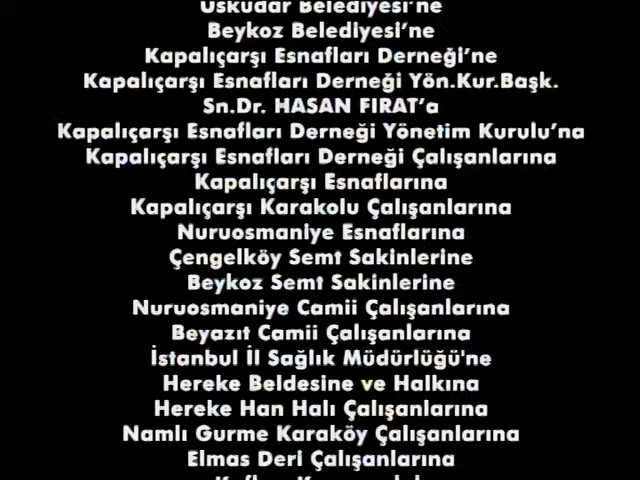 Üsküdar Belediyesi’ne
Beykoz Belediyesi’ne
Kapalıçarşı Esnafları Derneği’ne
Kapalıçarşı Esnafları Derneği Yön.Kur.Başk.
Sn.Dr. HASAN FIRAT’a
Kapalıçarşı Esnafları Derneği Yönetim Kurulu’na
Kapalıçarşı Esnafları Derneği Çalışanlarına
Kapalıçarşı Esnaflarına
Kapalıçarşı Karakolu Çalışanlarına
Nuruosmaniye Esnaflarına
Çengelköy Semt Sakinlerine
Beykoz Semt Sakinlerine
Nuruosmaniye Camii Çalışanlarına
Beyazıt Camii Çalışanlarına
İstanbul İl Sağlık Müdürlüğü'ne
Hereke Beldesine ve Halkına
Hereke Han Halı Çalışanlarına
Namlı Gurme Karaköy Çalışanlarına
Elmas Deri Çalışanlarına